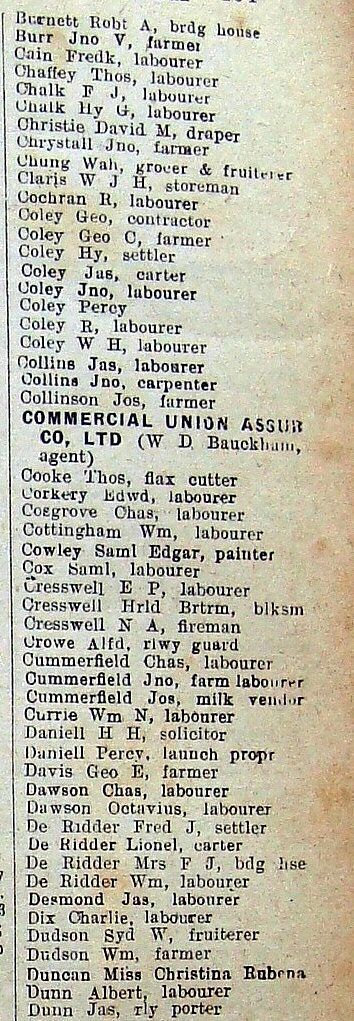 Burnett Robt A, brdg house
Burr Jno V, farmer
Cain Fredk, labourer
Chaffey Thos, labourer
Chalk F J, labourer
Chalk Hy G, labourer
Christie David M, draper
Chrystall Jno, farmer
Chung Wah, grocer & fruiterer
Claris W J H, storeman
Cochran R, labourer
Coley Geo, contractor
Coley Geo C, farmer
Coley Hy, settler
Coley Jas, carter
Coley Jno, labourer
Coley Percy
Coley R, labourer
Coley W H, labourer
Collins Jas, labourer
Collins Jno, carpenter
Collinson Jos, farmer
COMMERCIAL UNION ASSUR
CO, LTD (W D Bauckham,
agent)
Cooke Thos, flax cutter
Corkery Edwd, labourer
Cosgrove Chas, labourer
Cottingham Wm, labourer
Cowley Saml Edgar, painter
Cox Saml, labourer
Cresswell E P, labourer
Cresswell Hrld Brtrm, blksm
Cresswell N A, fireman
Crowe Alfd, rlwy guard
Cummerfield Chas, labourer
Cummerfield Jno, farm labourer
Cummerfield Jos, milk vendor
Currie Wm N, labourer
Daniell H H, solicitor
Daniell Percy, launch propr
Davis Geo E, farmer
Dawson Chas, labourer
Dawson Octavius, labourer
De Ridder Fred J, settler
De Ridder Lionel, carter
De Ridder Mrs F J, bdg hse
De Ridder Wm, labourer
Desmond Jas, labourer
Dix Charlie, labourer
Dudson Syd W, fruiterer
Dudson Wm, farmer
Duncan Miss Christina Rubena
Dunn Albert, labourer
Dunn Jas, rly porter